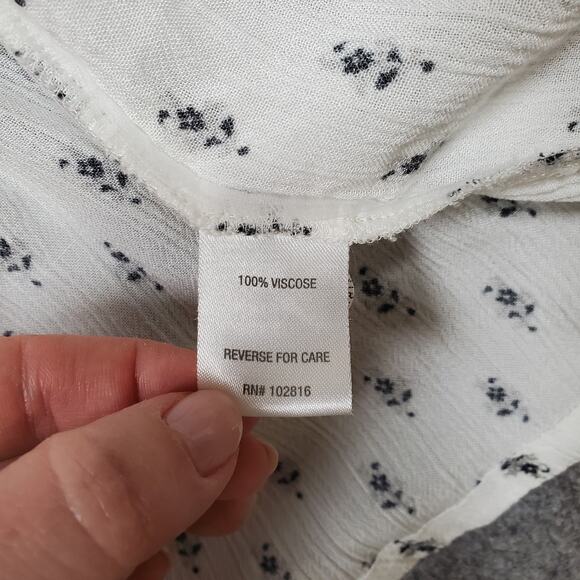 100% VISCOSE
REVERSE FOR CARE
RN# 102816